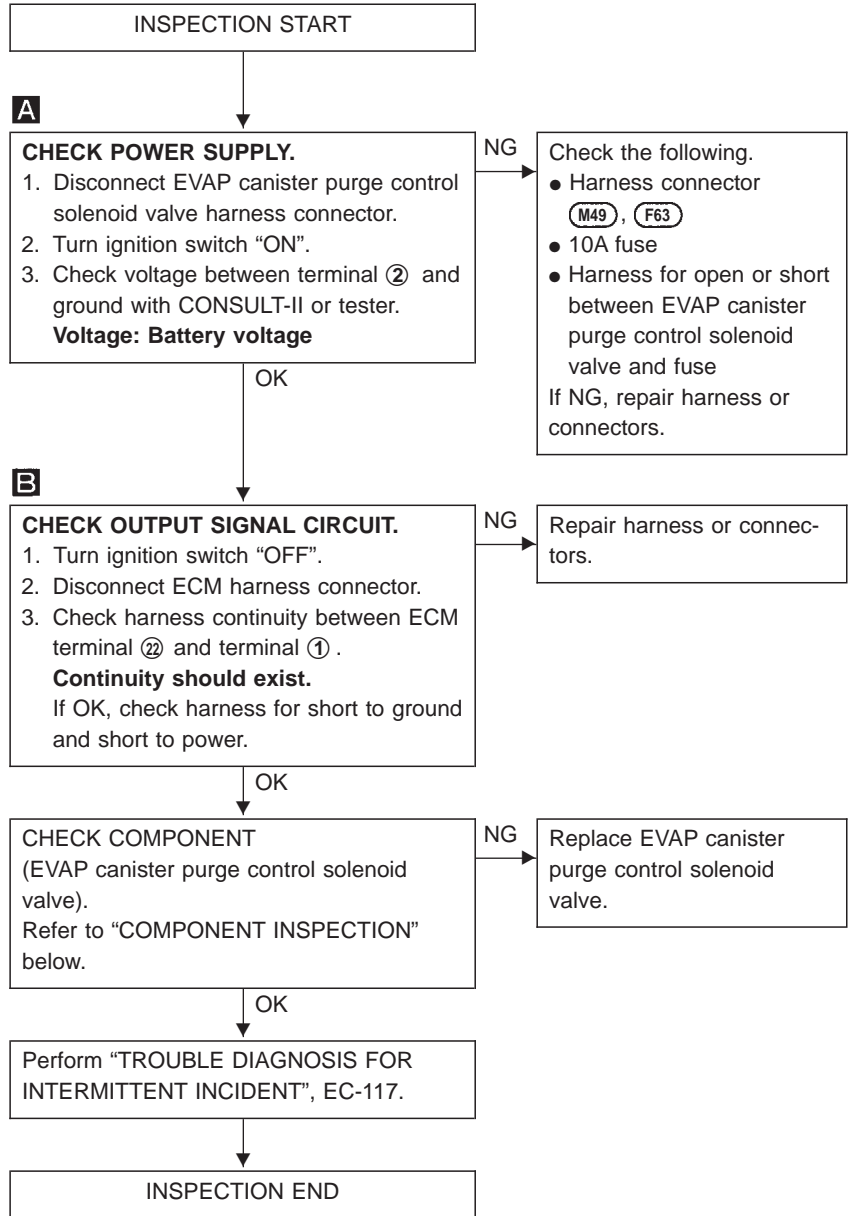 INSPECTION START
A
CHECK POWER SUPPLY.
1. Disconnect EVAP canister purge control
solenoid valve harness connector.
2. Turn ignition switch “ON”.
3. Check voltage between terminal ② and
ground with CONSULT-II or tester.
Voltage: Battery voltage
NG
Check the following.
● Harness connector
M49, F63
● 10A fuse
● Harness for open or short
between EVAP canister
purge control solenoid
valve and fuse
If NG, repair harness or
connectors.
OK
B
CHECK OUTPUT SIGNAL CIRCUIT.
1. Turn ignition switch “OFF”.
2. Disconnect ECM harness connector.
3. Check harness continuity between ECM
terminal ㉒ and terminal ① .
Continuity should exist.
If OK, check harness for short to ground
and short to power.
NG
Repair harness or connec-
tors.
OK
CHECK COMPONENT
(EVAP canister purge control solenoid
valve).
Refer to “COMPONENT INSPECTION”
below.
NG
Replace EVAP canister
purge control solenoid
valve.
OK
Perform “TROUBLE DIAGNOSIS FOR
INTERMITTENT INCIDENT”, EC-117.
INSPECTION END